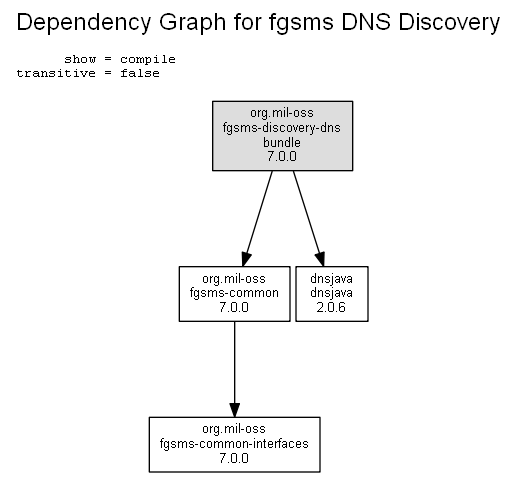 Dependency Graph for fgsms DNS Discovery
show = compile
transitive = false
org.mil-oss
fgsms-discovery-dns
bundle
7.0.0
org.mil-oss
fgsms-common
7.0.0
dnsjava
dnsjava
2.0.6
org.mil-oss
fgsms-common-interfaces
7.0.0